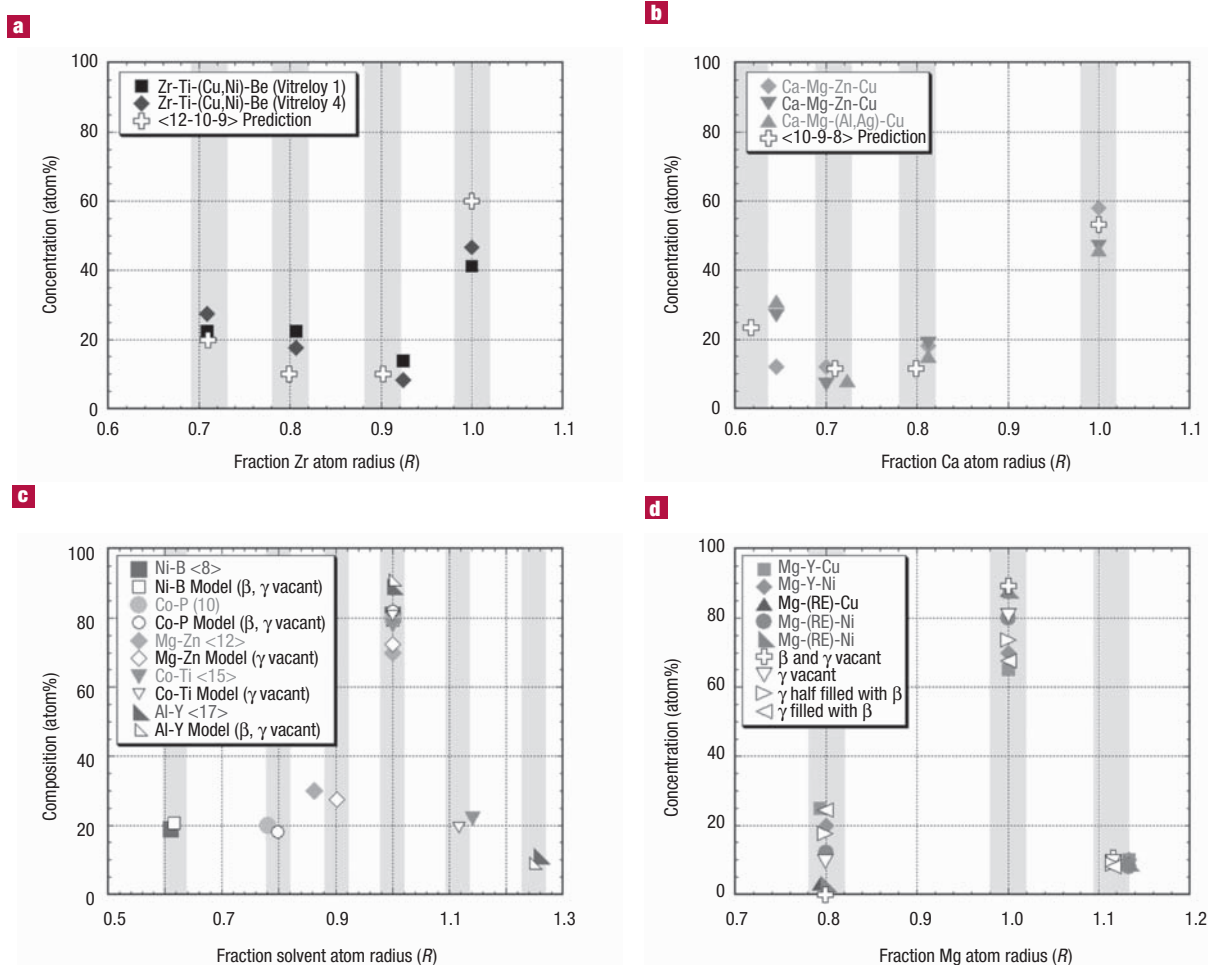 a
Zr-Ti-(Cu,Ni)-Be (Vitreloy 1)
Zr-Ti-(Cu,Ni)-Be (Vitreloy 4)
<12-10-9> Prediction
100
80
60
40
20
0
Concentration (atom%)
0.6 0.7 0.8 0.9 1.0 1.1
Fraction Zr atom radius (R)
b
Ca-Mg-Zn-Cu
Ca-Mg-Zn-Cu
Ca-Mg-(Al,Ag)-Cu
<10-9-8> Prediction
100
80
60
40
20
0
Concentration (atom%)
0.6 0.7 0.8 0.9 1.0 1.1
Fraction Ca atom radius (R)
c
Ni-B <8>
Ni-B Model (β, γ vacant)
Co-P (10)
Co-P Model (β, γ vacant)
Mg-Zn <12>
Mg-Zn Model (γ vacant)
Co-Ti <15>
Co-Ti Model (γ vacant)
Al-Y <17>
Al-Y Model (β, γ vacant)
100
80
60
40
20
0
Composition (atom%)
0.5 0.7 0.9 1.1 1.3
Fraction solvent atom radius (R)
d
Mg-Y-Cu
Mg-Y-Ni
Mg-(RE)-Cu
Mg-(RE)-Ni
Mg-(RE)-Ni
β and γ vacant
γ vacant
γ half filled with β
γ filled with β
100
80
60
40
20
0
Concentration (atom%)
0.7 0.8 0.9 1.0 1.1 1.2
Fraction Mg atom radius (R)